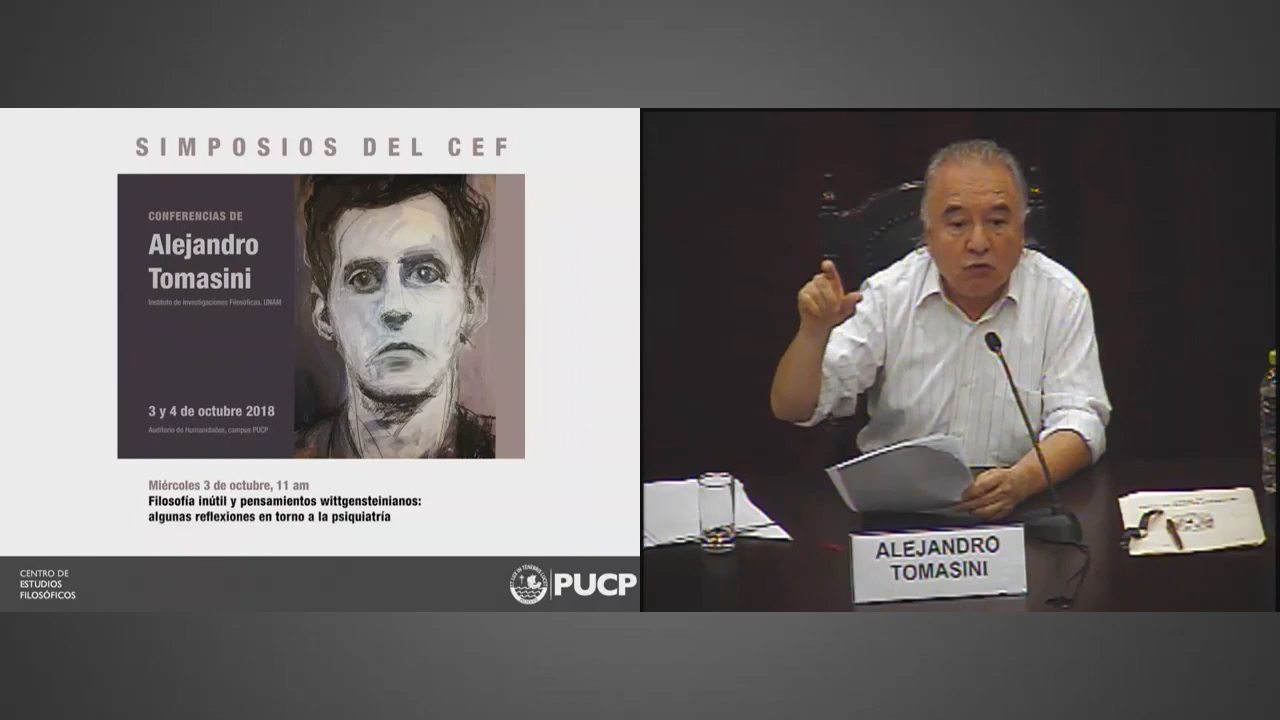 SIMPOSIOS DEL CEF
CONFERENCIAS DE
Alejandro
Tomasini
Instituto de Investigaciones Filosóficas, UNAM
3 y 4 de octubre 2018
Auditorio de Humanidades, campus PUCP
Miércoles 3 de octubre, 11 am
Filosofía inútil y pensamientos wittgensteinianos:
algunas reflexiones en torno a la psiquiatría
CENTRO DE
ESTUDIOS
FILOSÓFICOS
PUCP
ALEJANDRO
TOMASINI